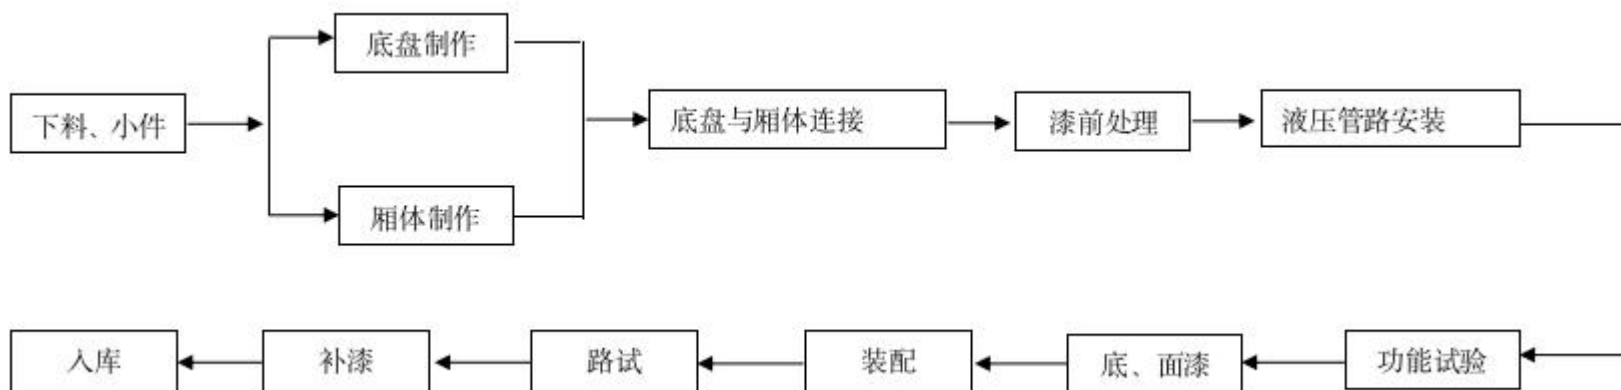 下料、小件
底盘制作
厢体制作
底盘与厢体连接
漆前处理
液压管路安装
功能试验
底、面漆
装配
路试
补漆
入库